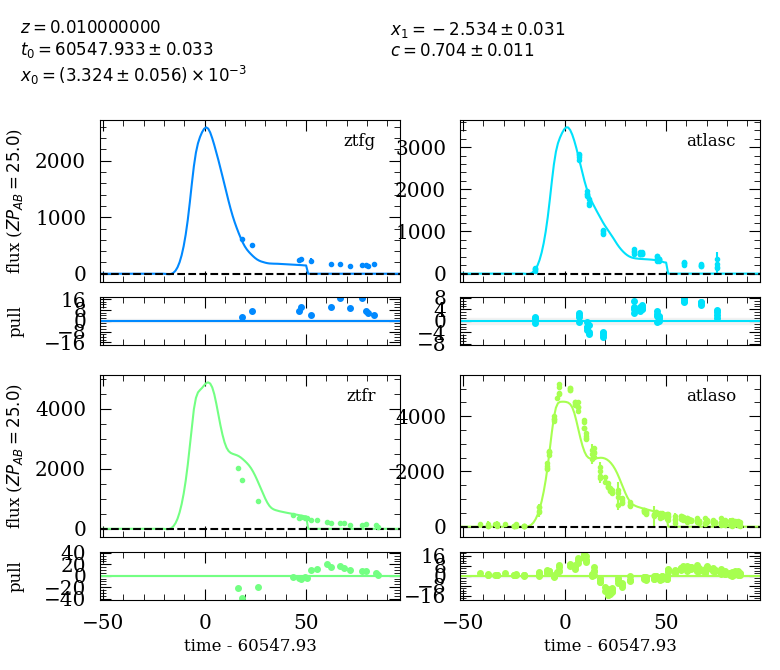 z = 0.010000000
t₀ = 60547.933 ± 0.033
x₀ = (3.324 ± 0.056) × 10⁻³
x₁ = −2.534 ± 0.031
c = 0.704 ± 0.011
flux (ZP_AB = 25.0)
2000
1000
0
ztfg
3000
2000
1000
0
atlasc
pull
16
8
0
−8
−16
8
4
0
−4
−8
flux (ZP_AB = 25.0)
4000
2000
0
ztfr
4000
2000
0
atlaso
pull
40
20
0
−20
−40
16
8
0
−8
−16
−50
0
50
−50
0
50
time - 60547.93
time - 60547.93